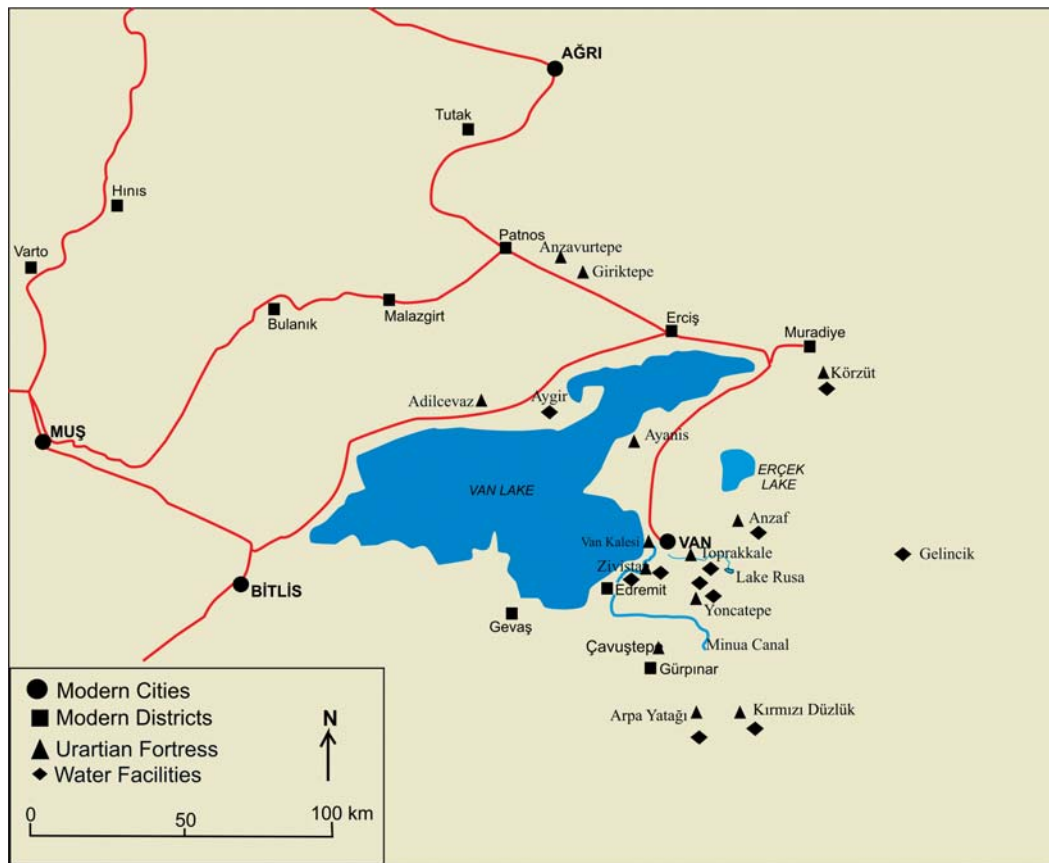 AĞRI
Tutak
Hınıs
Varto
Patnos
Anzavurtepe
Giriktepe
Bulanık
Malazgirt
Erciş
Muradiye
Körzüt
Adilcevaz
Aygir
MUŞ
Ayanis
VAN LAKE
ERÇEK
LAKE
Anzaf
Van Kalesi
VAN
Toprakkale
Gelincik
Zivistan
Lake Rusa
BİTLİS
Edremit
Yoncatepe
Gevaş
Çavuştepe
Minua Canal
Gürpınar
Arpa Yatağı
Kırmızı Düzlük
Modern Cities
Modern Districts
Urartian Fortress
Water Facilities
N
0
50
100 km